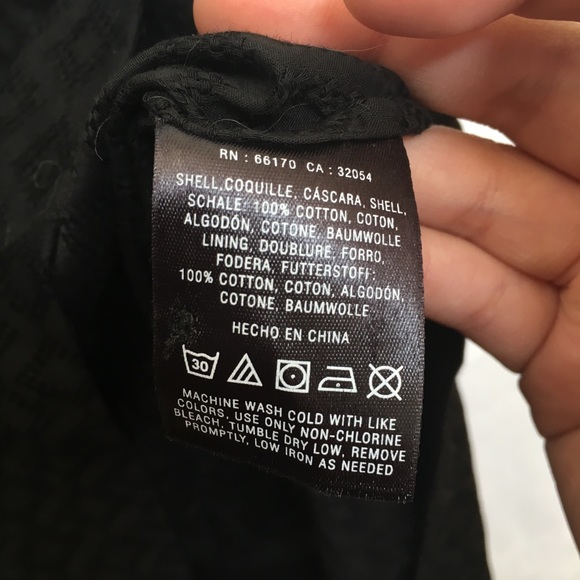 RN : 66170 CA : 32054
SHELL,COQUILLE, CÁSCARA, SHELL,
SCHALE: 100% COTTON, COTON,
ALGODÓN, COTONE, BAUMWOLLE
LINING, DOUBLURE, FORRO,
FODERA, FUTTERSTOFF:
100% COTTON, COTON, ALGODÓN,
COTONE, BAUMWOLLE
HECHO EN CHINA
30
MACHINE WASH COLD WITH LIKE
COLORS, USE ONLY NON-CHLORINE
BLEACH, TUMBLE DRY LOW, REMOVE
PROMPTLY, LOW IRON AS NEEDED